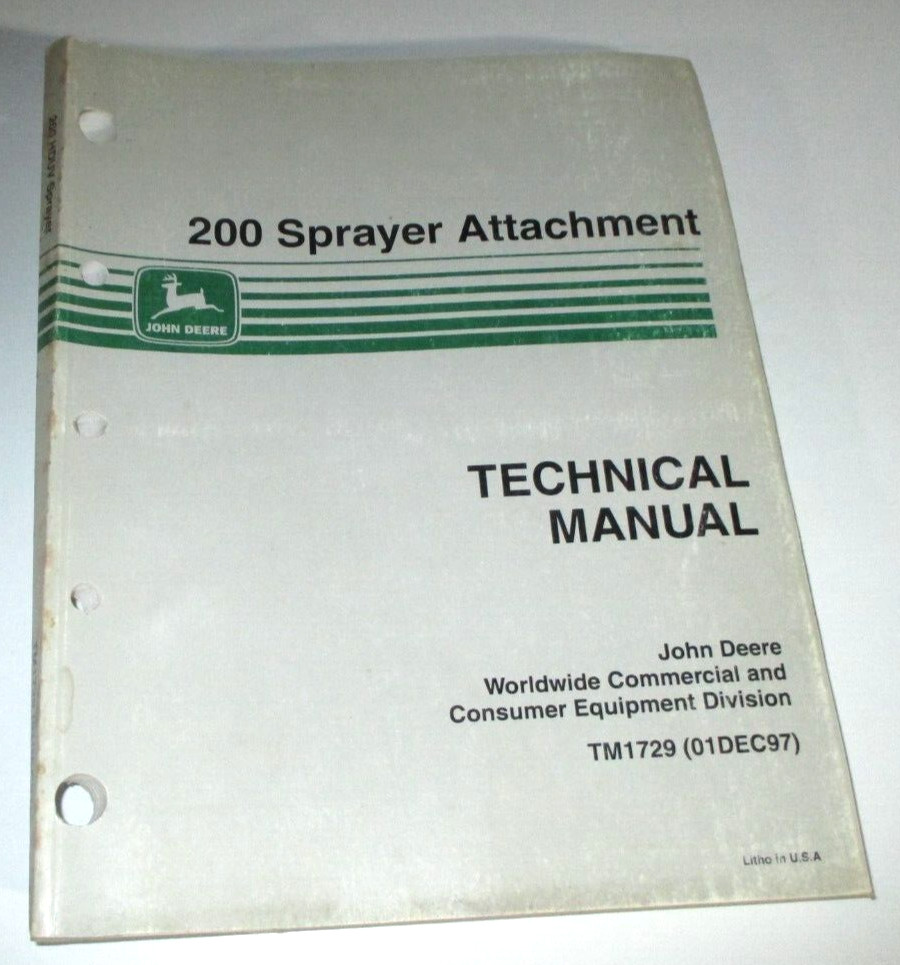 200 Sprayer Attachment
JOHN DEERE
TECHNICAL
MANUAL
John Deere
Worldwide Commercial and
Consumer Equipment Division
TM1729 (01DEC97)
Litho in U.S.A